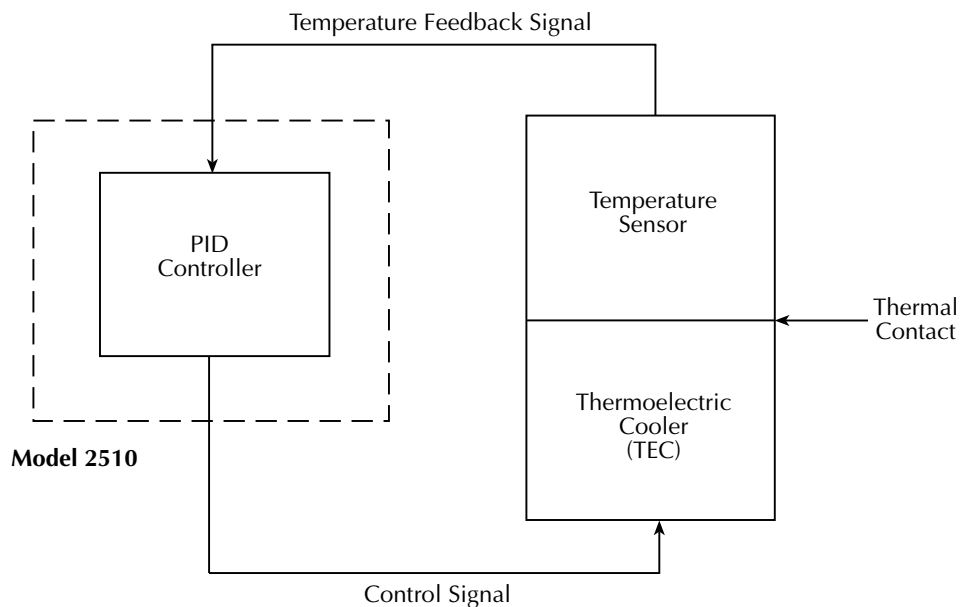 Temperature Feedback Signal
PID
Controller
Temperature
Sensor
Thermal
Contact
Thermoelectric
Cooler
(TEC)
Model 2510
Control Signal